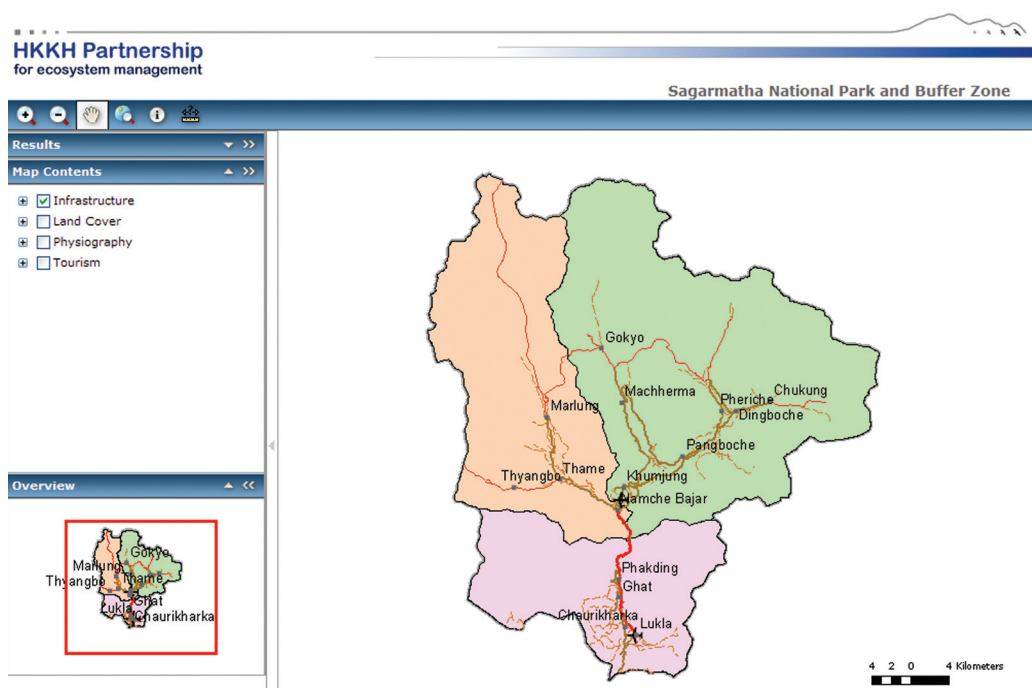 HKKH Partnership
for ecosystem management
Sagarmatha National Park and Buffer Zone
Results
Map Contents
Infrastructure
Land Cover
Physiography
Tourism
Overview
Gokyo
Marlung
Thyangbo
Thame
Ghat
Lukla
Chaurikharka
Gokyo
Machherma
Chukung
Pheriche
Dingboche
Marlung
Pangboche
Thame
Thyangbo
Khumjung
Namche Bajar
Phakding
Ghat
Chaurikharka
Lukla
4 2 0 4 Kilometers